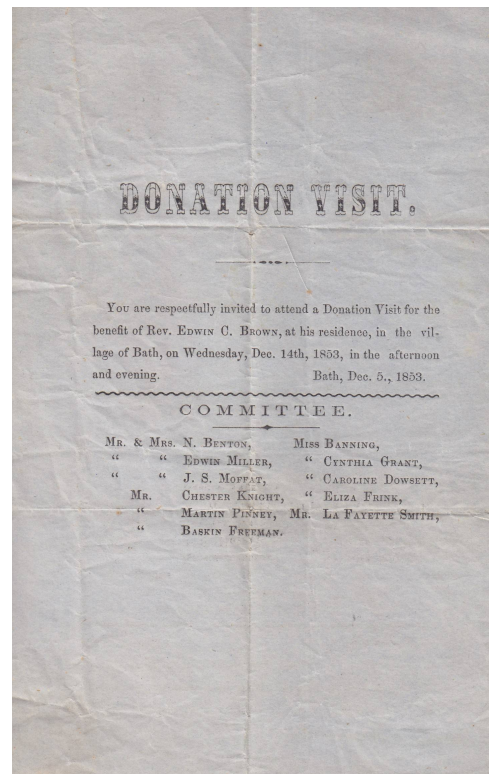 DONATION VISIT.
You are respectfully invited to attend a Donation Visit for the
benefit of Rev. Edwin C. Brown, at his residence, in the vil-
lage of Bath, on Wednesday, Dec. 14th, 1853, in the afternoon
and evening. Bath, Dec. 5., 1853.
COMMITTEE.
Mr. & Mrs. N. Benton, Miss Banning,
“ “ Edwin Miller, “ Cynthia Grant,
“ “ J. S. Moffat, “ Caroline Dowsett,
Mr. Chester Knight, “ Eliza Frink,
“ Martin Pinney, Mr. La Fayette Smith,
“ Baskin Freeman.